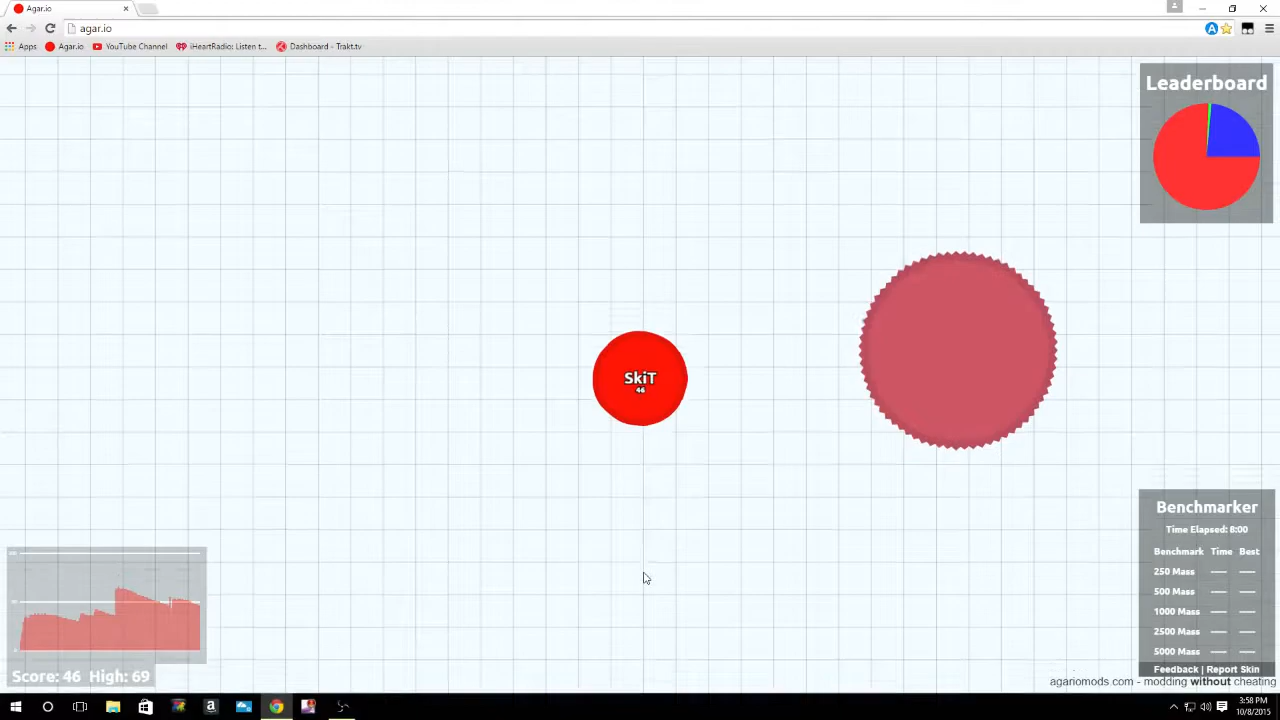 Agar.io
agar.io
Apps Agar.io YouTube Channel iHeartRadio: Listen t... Dashboard - Trakt.tv
Leaderboard
SkiT
46
Benchmarker
Time Elapsed: 8:00
Benchmark Time Best
250 Mass
500 Mass
1000 Mass
2500 Mass
5000 Mass
Feedback | Report Skin
Score: 46 High: 69
agariomods.com - modding without cheating
3:58 PM
10/8/2015